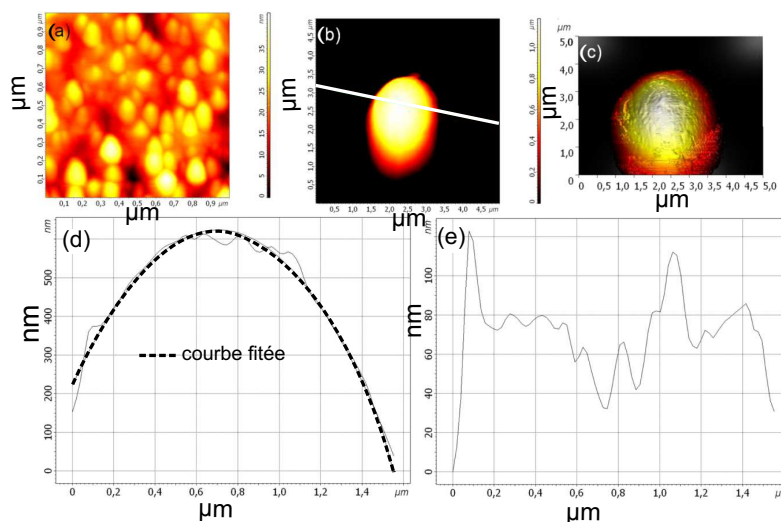 (a)
µm
µm
0,9
0,8
0,7
0,6
0,5
0,4
0,3
0,2
0,1
0,1 0,2 0,3 0,4 0,5 0,6 0,7 0,8 0,9 µm
µm
nm
35
30
25
20
15
10
5
0
(b)
µm
µm
4,5
4,0
3,5
3,0
2,5
2,0
1,5
1,0
0,5
0,5 1,5 2,0 2,5 3,0 3,5 µm
µm
µm
1,0
0,8
0,6
0,4
0,2
0
(c)
µm
µm
5,0
4,0
3,0
2,0
1,0
0
0 0,5 1,0 1,5 2,0 2,5 3,0 3,5 4,0 4,5 5,0
µm
(d)
nm
nm
500
400
300
200
100
0
courbe fitée
0 0,2 0,4 0,6 0,8 1,0 1,2 1,4 µm
µm
(e)
nm
nm
120
100
80
60
40
20
0
0 0,2 0,4 0,6 0,8 1,0 1,2 1,4
µm